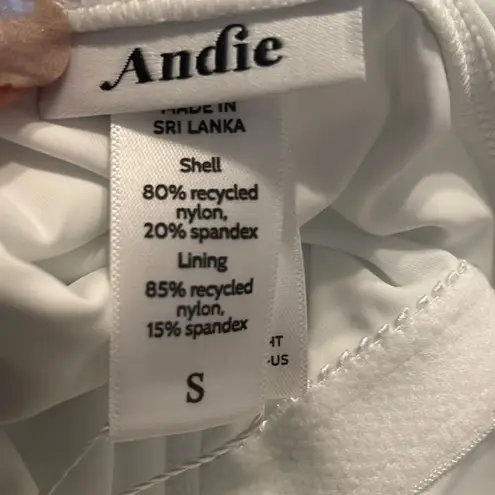 Andie
MADE IN
SRI LANKA
Shell
80% recycled
nylon,
20% spandex
Lining
85% recycled
nylon,
15% spandex
S